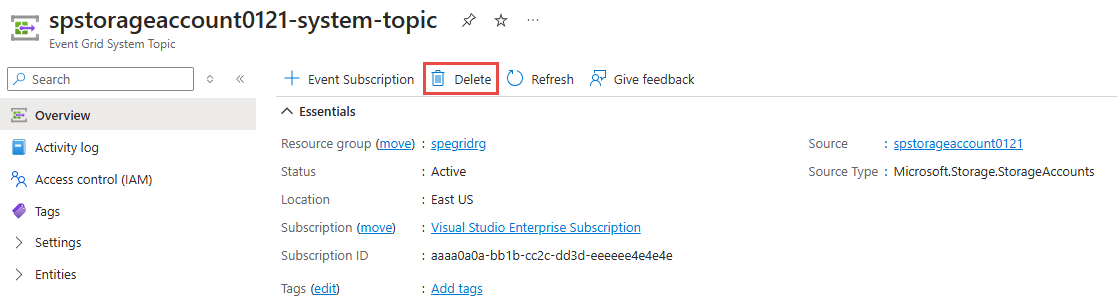 spstorageaccount0121-system-topic
Event Grid System Topic
Search
Overview
Activity log
Access control (IAM)
Tags
Settings
Entities
Event Subscription Delete Refresh Give feedback
Essentials
Resource group (move) : spegridrg
Status : Active
Location : East US
Subscription (move) : Visual Studio Enterprise Subscription
Subscription ID : aaaa0a0a-bb1b-cc2c-dd3d-eeeeee4e4e4e
Tags (edit) : Add tags
Source : spstorageaccount0121
Source Type : Microsoft.Storage.StorageAccounts